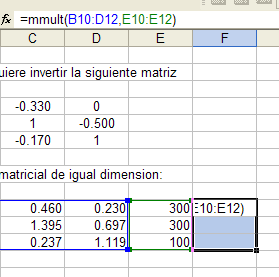 fx =mmult(B10:D12,E10:E12)
C D E F
uiere invertir la siguiente matriz
-0.330 0
1 -0.500
-0.170 1
matricial de igual dimension:
0.460 0.230 300 E10:E12)
1.395 0.697 300
0.237 1.119 100